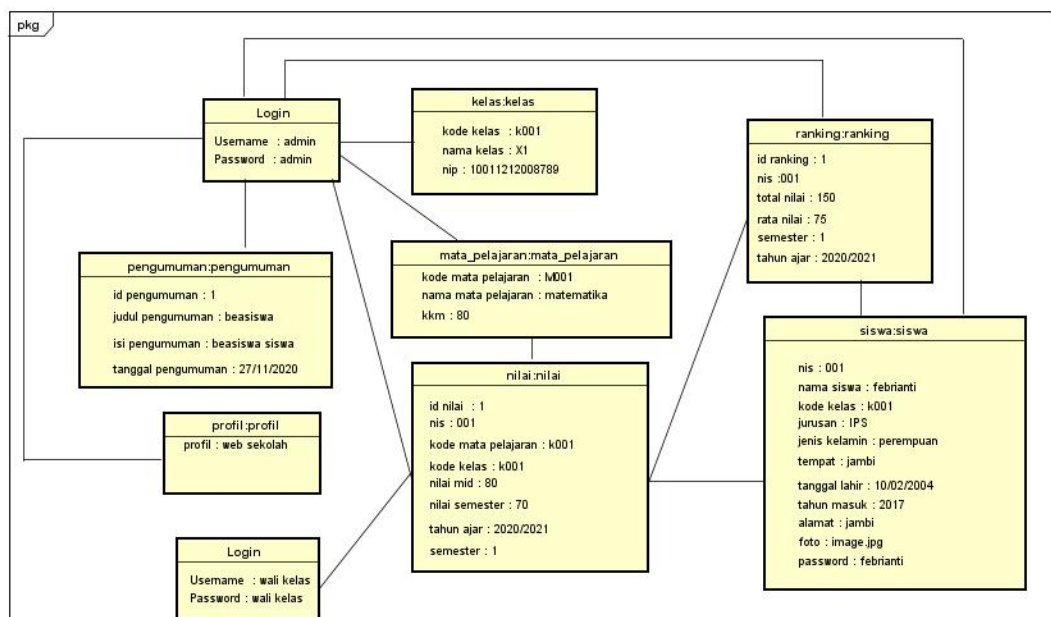 pkg
Login
Username : admin
Password : admin
kelas:kelas
kode kelas : k001
nama kelas : X1
nip : 10011212008789
ranking:ranking
id ranking : 1
nis :001
total nilai : 150
rata nilai : 75
semester : 1
tahun ajar : 2020/2021
pengumuman:pengumuman
id pengumuman : 1
judul pengumuman : beasiswa
isi pengumuman : beasiswa siswa
tanggal pengumuman : 27/11/2020
mata_pelajaran:mata_pelajaran
kode mata pelajaran : M001
nama mata pelajaran : matematika
kkm : 80
siswa:siswa
nis : 001
nama siswa : febrianti
kode kelas : k001
jurusan : IPS
jenis kelamin : perempuan
tempat : jambi
tanggal lahir : 10/02/2004
tahun masuk : 2017
alamat : jambi
foto : image.jpg
password : febrianti
nilai:nilai
id nilai : 1
nis : 001
kode mata pelajaran : k001
kode kelas : k001
nilai mid : 80
nilai semester : 70
tahun ajar : 2020/2021
semester : 1
profil:profil
profil : web sekolah
Login
Username : wali kelas
Password : wali kelas